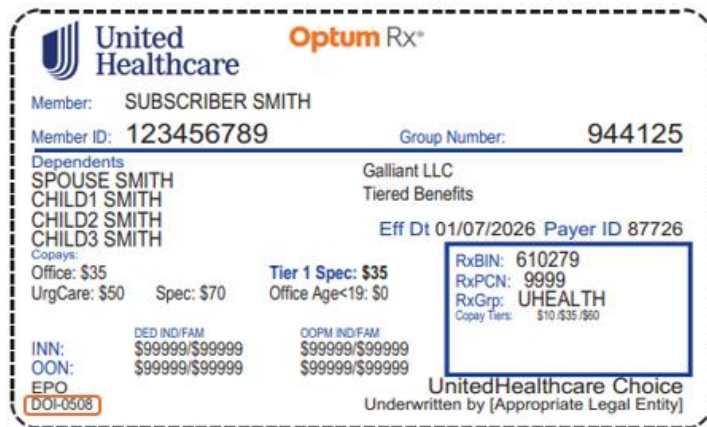 United Healthcare
Optum Rx®
Member: SUBSCRIBER SMITH
Member ID: 123456789 Group Number: 944125
Dependents
SPOUSE SMITH
CHILD1 SMITH
CHILD2 SMITH
CHILD3 SMITH
Galliant LLC
Tiered Benefits
Eff Dt 01/07/2026 Payer ID 87726
Copays:
Office: $35 Tier 1 Spec: $35
UrgCare: $50 Spec: $70 Office Age<19: $0
RxBIN: 610279
RxPCN: 9999
RxGrp: UHEALTH
Copay Tiers: $10 /$35 /$60
DED IND/FAM OOPM IND/FAM
INN: $99999/$99999 $99999/$99999
OON: $99999/$99999 $99999/$99999
EPO UnitedHealthcare Choice
DOI-0508 Underwritten by [Appropriate Legal Entity]